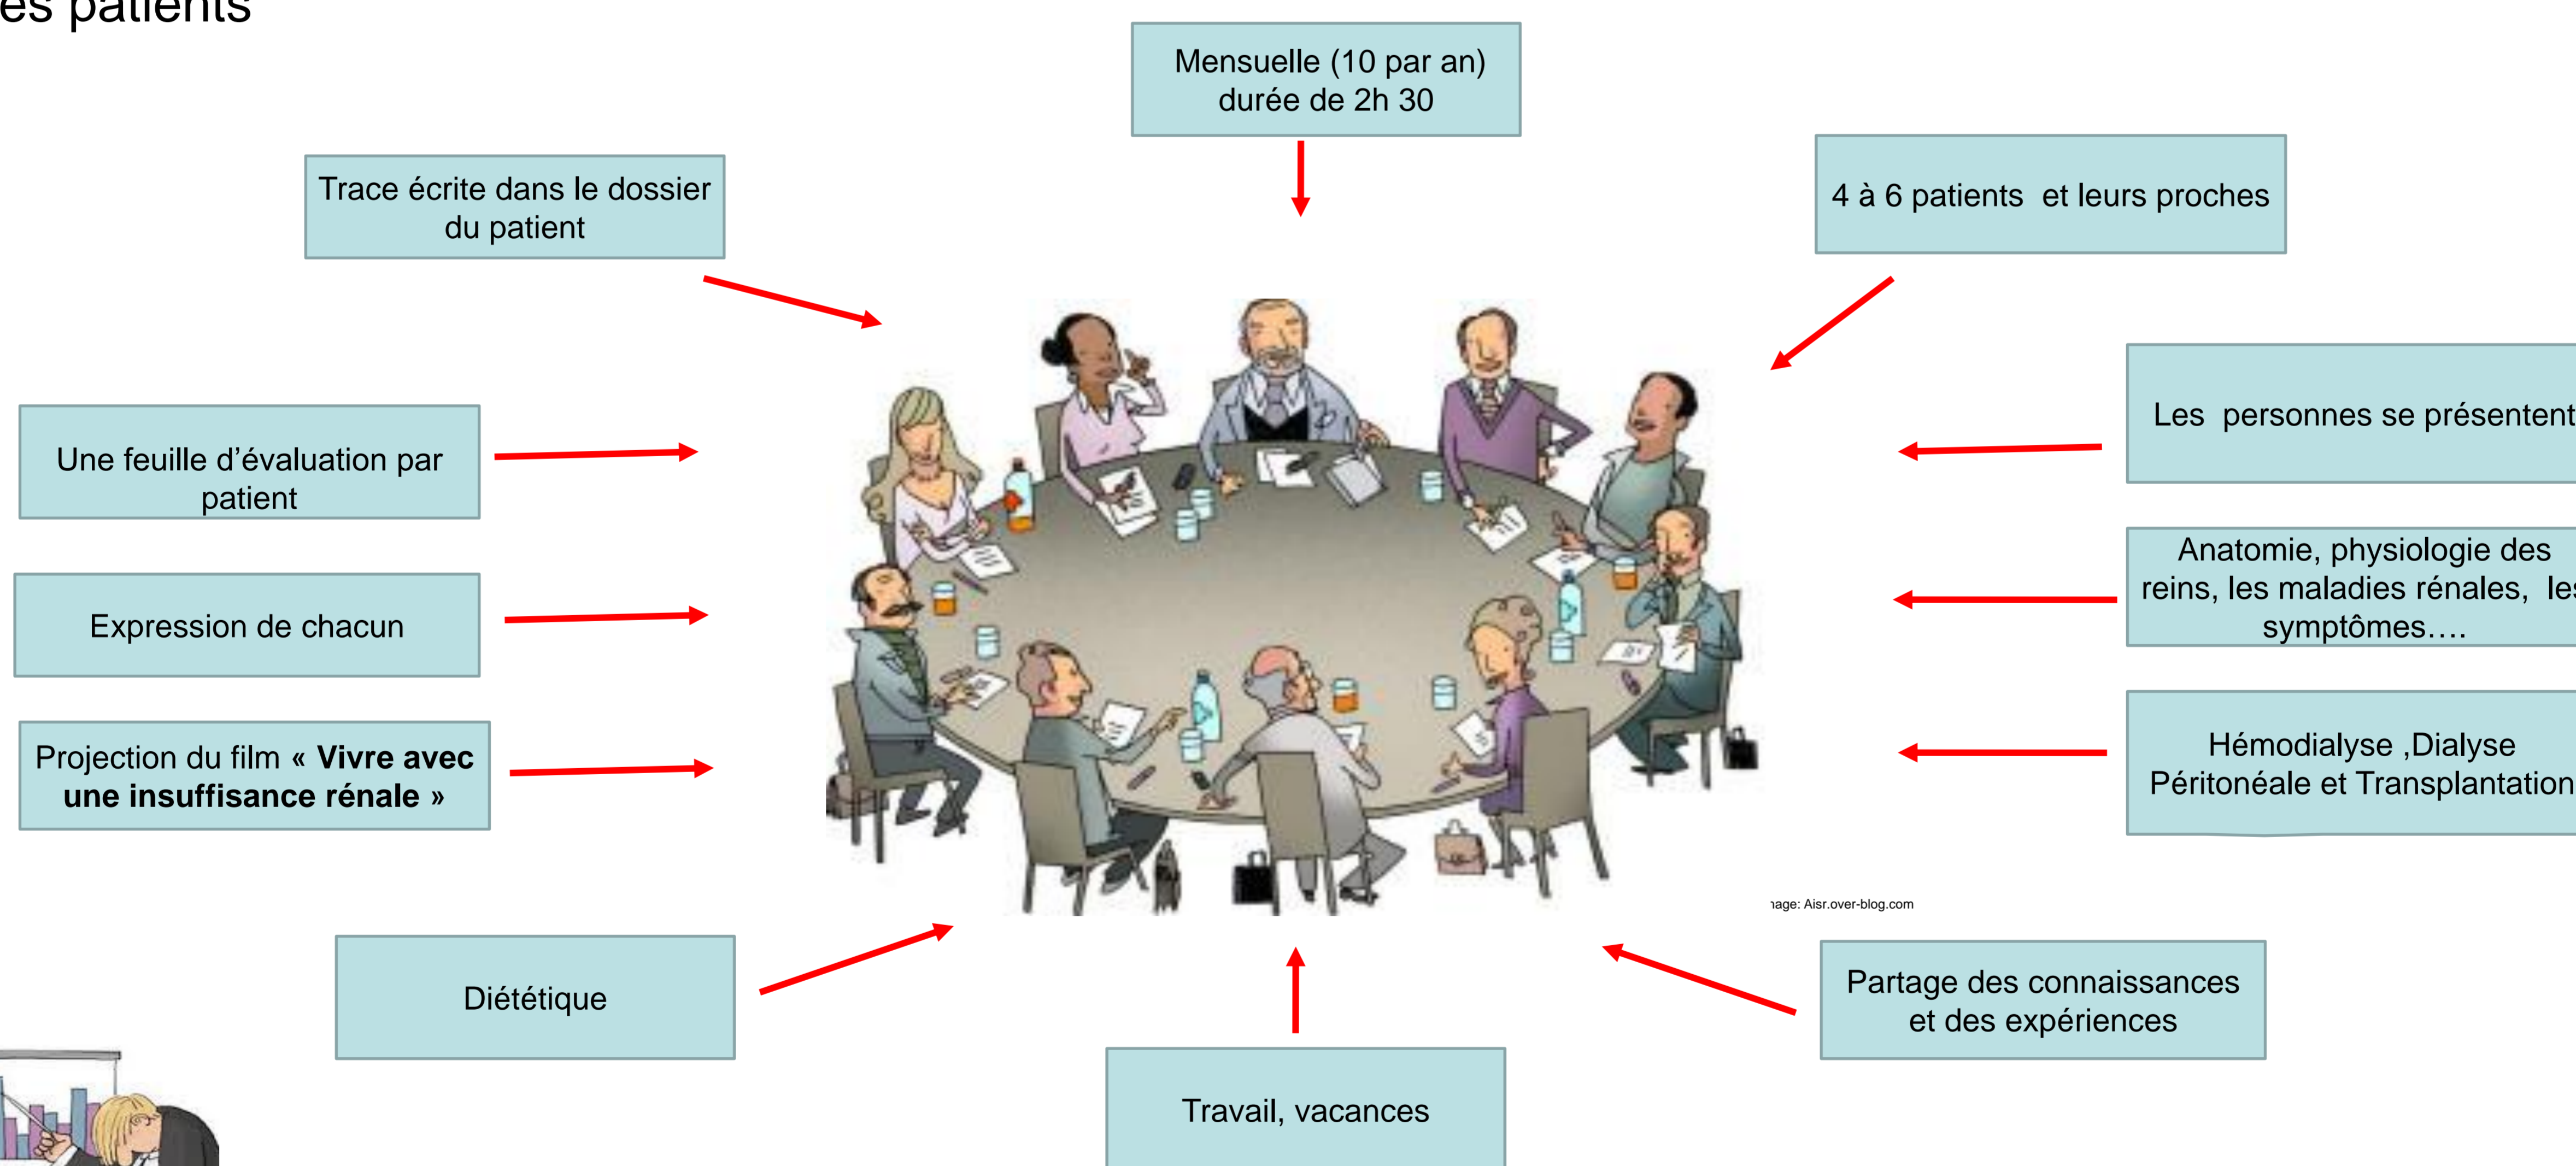 es patients
Mensuelle (10 par an)
durée de 2h 30
Trace écrite dans le dossier
du patient
4 à 6 patients et leurs proches
Les personnes se présentent
Une feuille d'évaluation par
patient
Anatomie, physiologie des
reins, les maladies rénales, les
symptômes….
Expression de chacun
Hémodialyse ,Dialyse
Péritonéale et Transplantation
Projection du film « Vivre avec
une insuffisance rénale »
mage: Aisr.over-blog.com
Diététique
Partage des connaissances
et des expériences
Travail, vacances